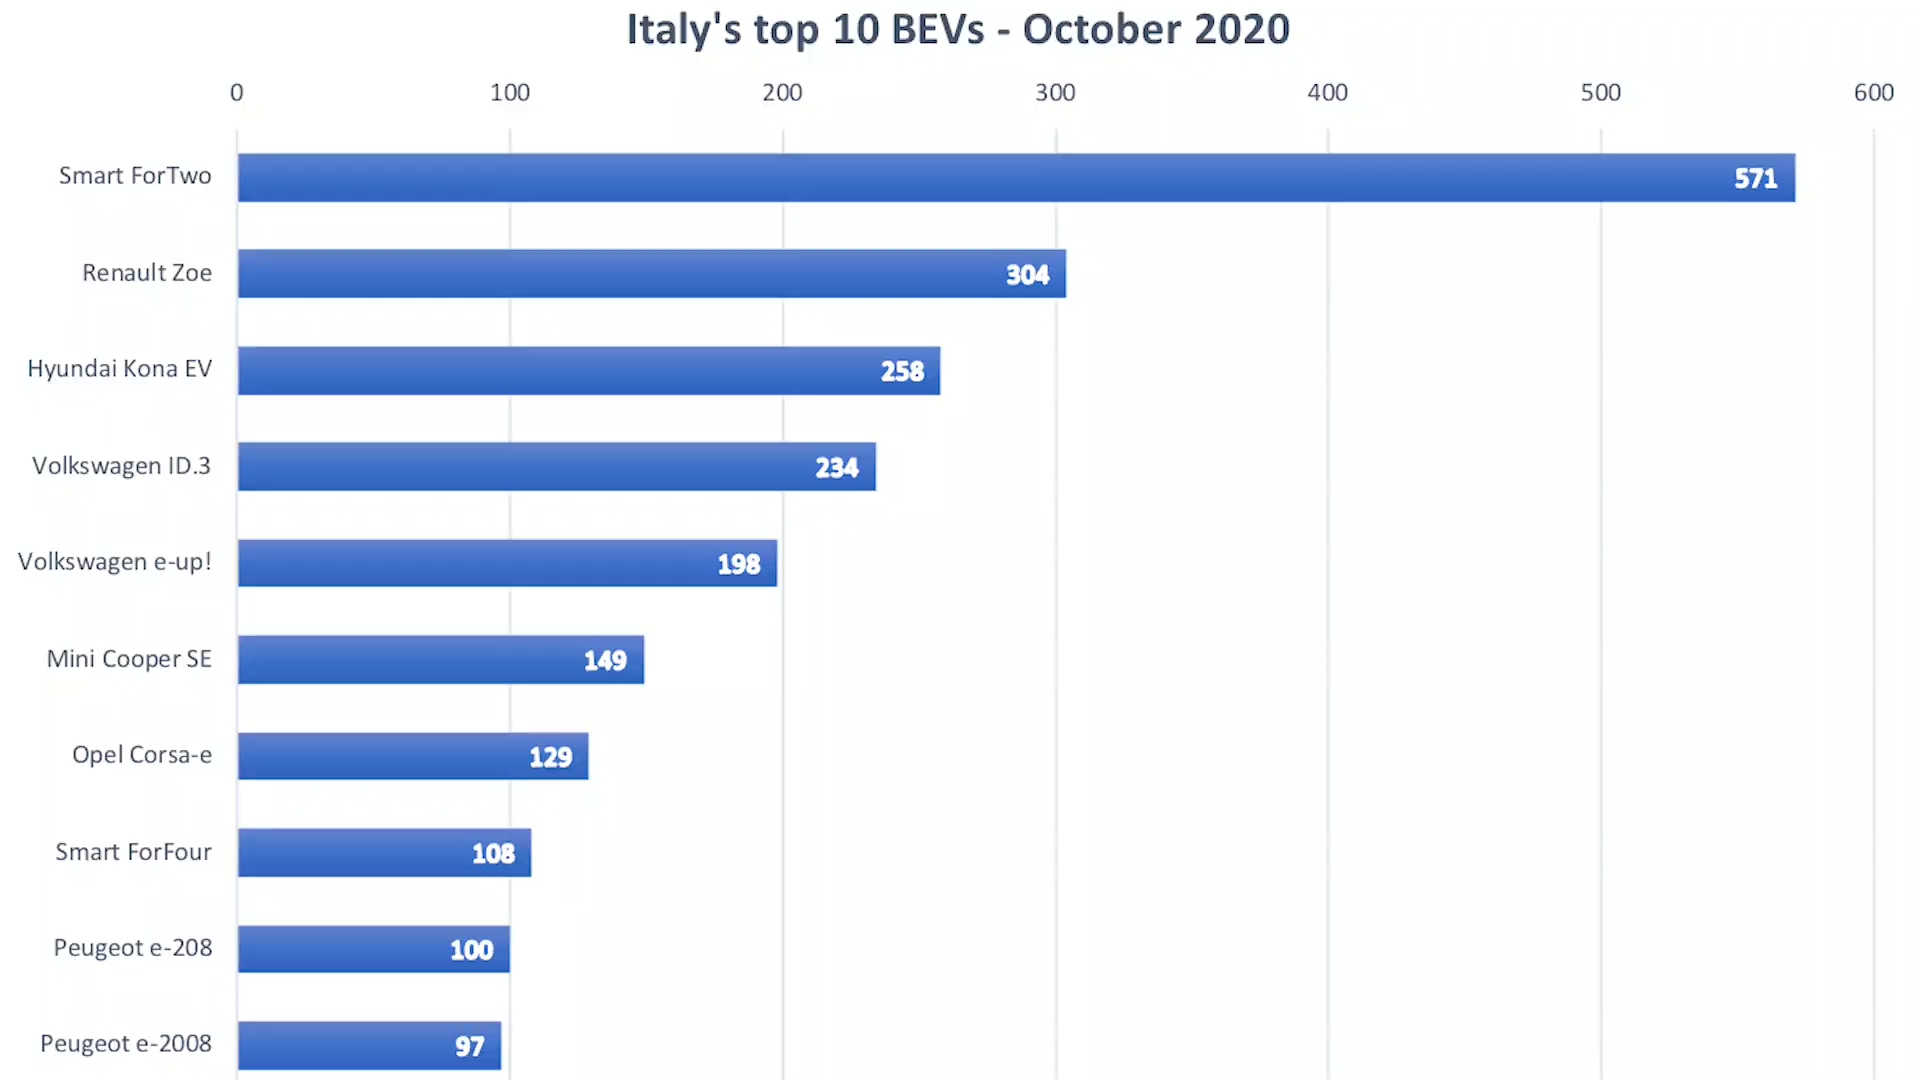 Italy's top 10 BEVs - October 2020
0 100 200 300 400 500 600
Smart ForTwo 571
Renault Zoe 304
Hyundai Kona EV 258
Volkswagen ID.3 234
Volkswagen e-up! 198
Mini Cooper SE 149
Opel Corsa-e 129
Smart ForFour 108
Peugeot e-208 100
Peugeot e-2008 97